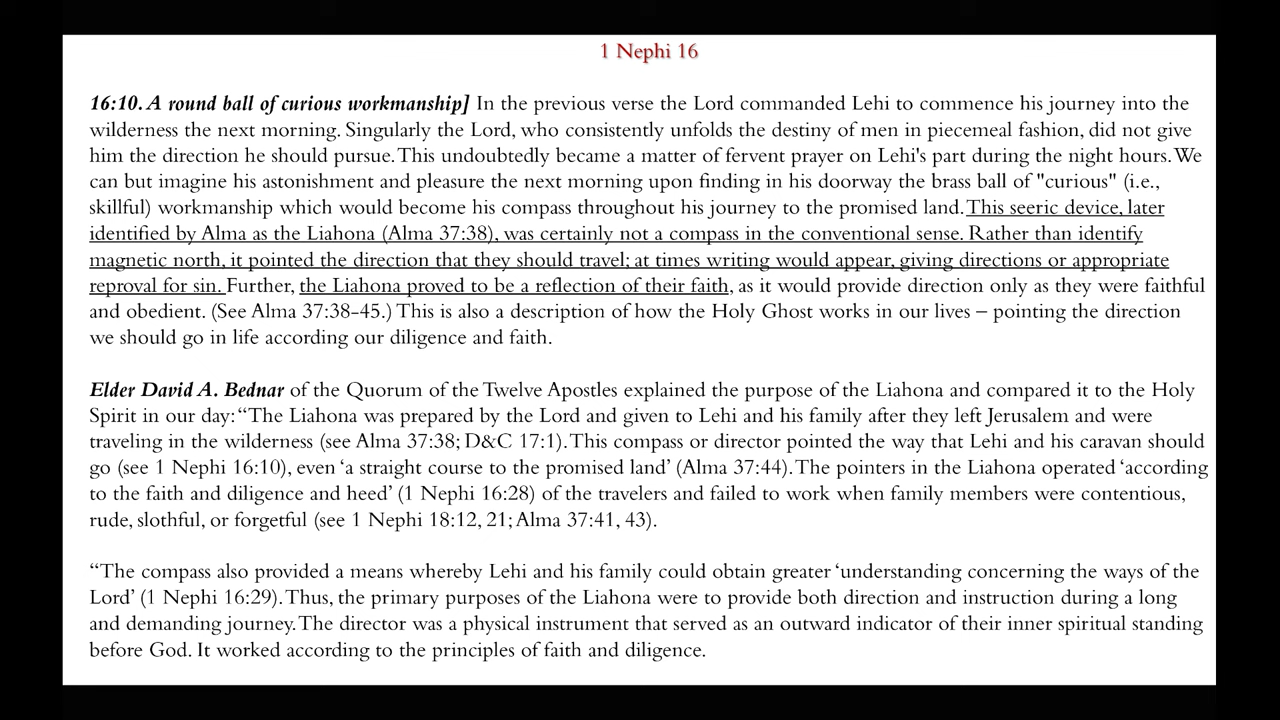 1 Nephi 16
16:10. A round ball of curious workmanship] In the previous verse the Lord commanded Lehi to commence his journey into the
wilderness the next morning. Singularly the Lord, who consistently unfolds the destiny of men in piecemeal fashion, did not give
him the direction he should pursue. This undoubtedly became a matter of fervent prayer on Lehi's part during the night hours. We
can but imagine his astonishment and pleasure the next morning upon finding in his doorway the brass ball of "curious" (i.e.,
skillful) workmanship which would become his compass throughout his journey to the promised land. This seeric device, later
identified by Alma as the Liahona (Alma 37:38), was certainly not a compass in the conventional sense. Rather than identify
magnetic north, it pointed the direction that they should travel; at times writing would appear, giving directions or appropriate
reproval for sin. Further, the Liahona proved to be a reflection of their faith, as it would provide direction only as they were faithful
and obedient. (See Alma 37:38-45.) This is also a description of how the Holy Ghost works in our lives – pointing the direction
we should go in life according our diligence and faith.
Elder David A. Bednar of the Quorum of the Twelve Apostles explained the purpose of the Liahona and compared it to the Holy
Spirit in our day: “The Liahona was prepared by the Lord and given to Lehi and his family after they left Jerusalem and were
traveling in the wilderness (see Alma 37:38; D&C 17:1). This compass or director pointed the way that Lehi and his caravan should
go (see 1 Nephi 16:10), even ‘a straight course to the promised land’ (Alma 37:44). The pointers in the Liahona operated ‘according
to the faith and diligence and heed’ (1 Nephi 16:28) of the travelers and failed to work when family members were contentious,
rude, slothful, or forgetful (see 1 Nephi 18:12, 21; Alma 37:41, 43).
“The compass also provided a means whereby Lehi and his family could obtain greater ‘understanding concerning the ways of the
Lord’ (1 Nephi 16:29). Thus, the primary purposes of the Liahona were to provide both direction and instruction during a long
and demanding journey. The director was a physical instrument that served as an outward indicator of their inner spiritual standing
before God. It worked according to the principles of faith and diligence.